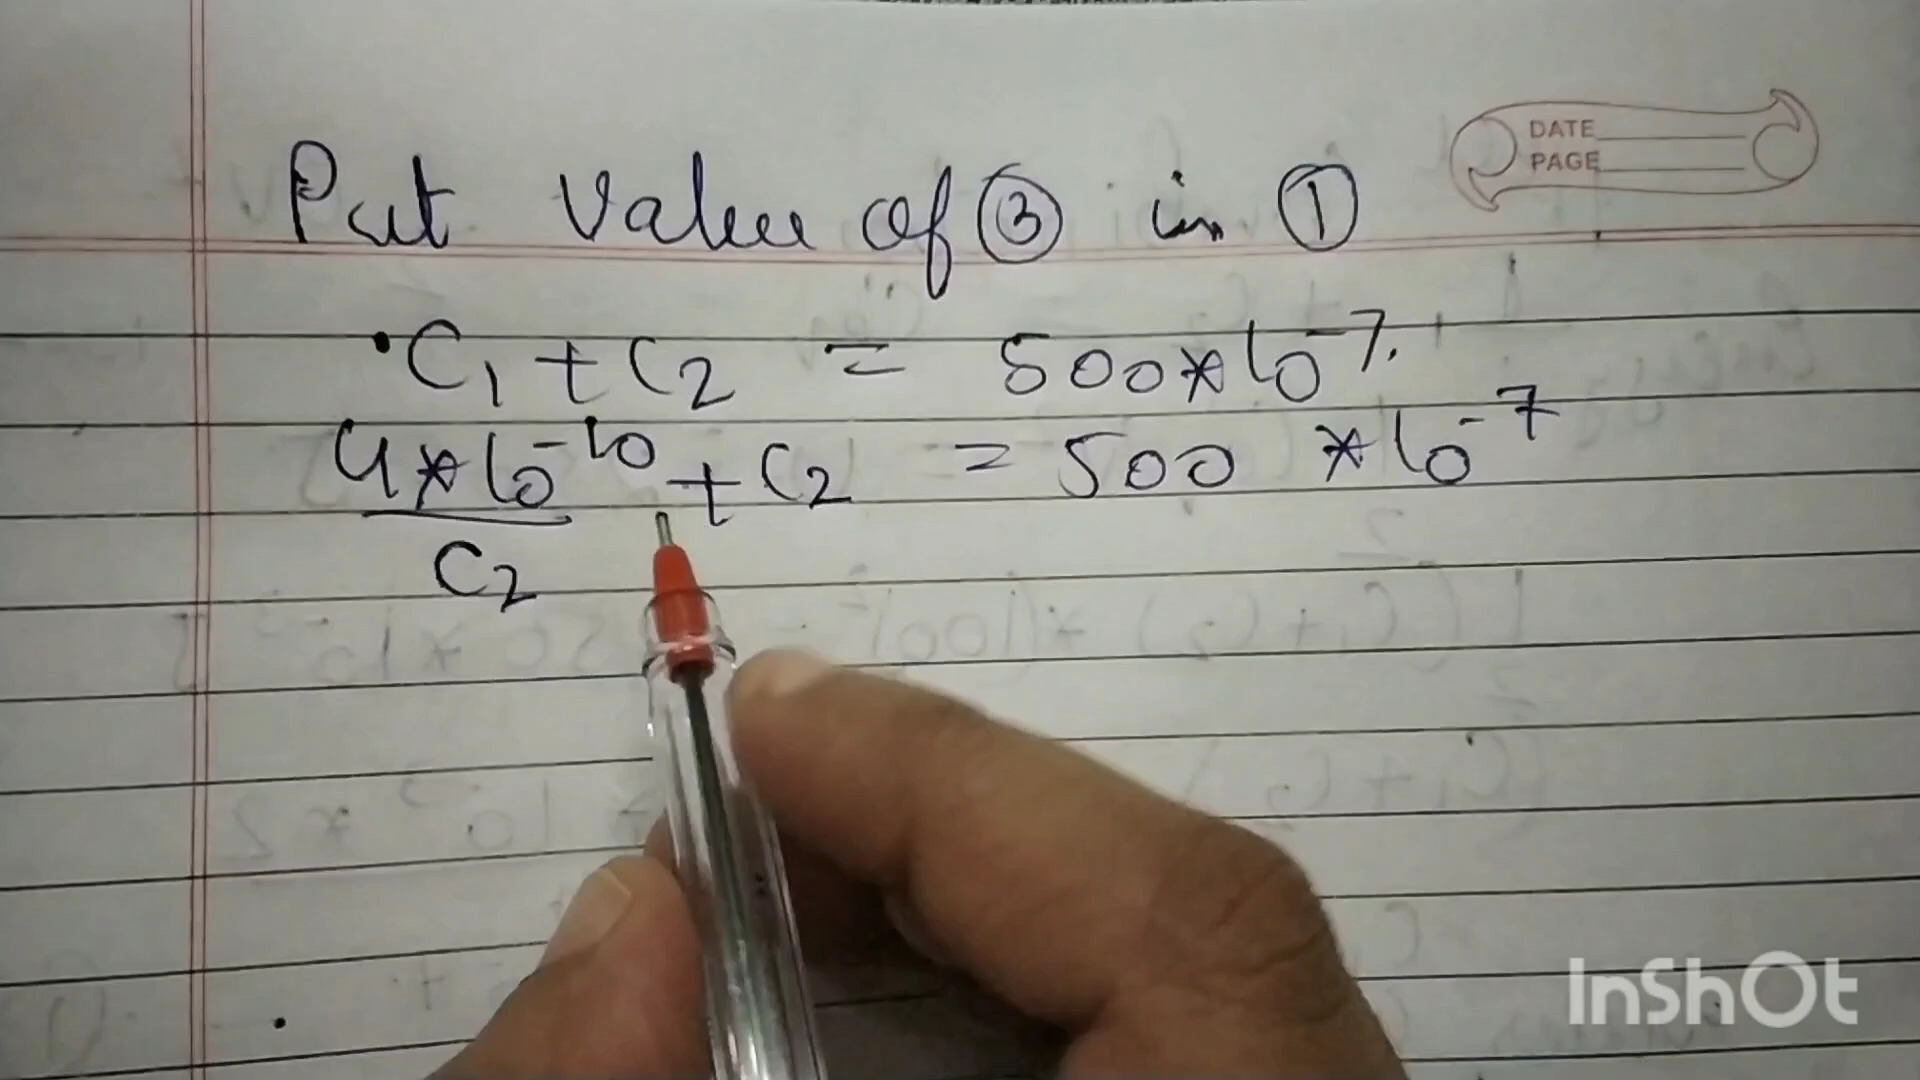 DATE
PAGE
Put Value of ③ in ①
C1 + C2 = 500*10^-7
4*10^-10/C2 + C2 = 500 *10^-7
InShOt